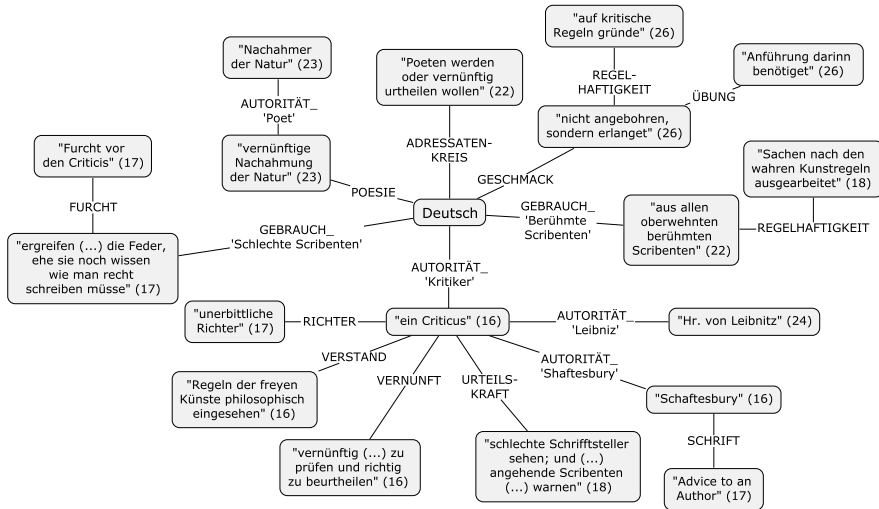 "auf kritische
Regeln gründe" (26)
"Nachahmer
der Natur" (23)
"Poeten werden
oder vernünftig
urtheilen wollen" (22)
"Anführung darinn
benötiget" (26)
REGEL-
HAFTIGKEIT
ÜBUNG
AUTORITÄT_
'Poet'
"nicht angebohren,
sondern erlanget" (26)
"Furcht vor
den Criticis" (17)
"vernünftige
Nachahmung
der Natur" (23)
ADRESSATEN-
KREIS
"Sachen nach den
wahren Kunstregeln
ausgearbeitet" (18)
POESIE
GESCHMACK
FURCHT
Deutsch
GEBRAUCH_
'Berühmte
Scribenten'
"aus allen
oberwehnten
berühmten
Scribenten"
(22)
REGELHAFTIGKEIT
GEBRAUCH_
'Schlechte Scribenten'
"ergreifen (...) die Feder,
ehe sie noch wissen
wie man recht
schreiben müsse" (17)
AUTORITÄT_
'Kritiker'
"unerbittliche
Richter" (17)
RICHTER
"ein Criticus" (16)
AUTORITÄT_
'Leibniz'
"Hr. von Leibnitz" (24)
VERSTAND
VERNUNFT
URTEILS-
KRAFT
AUTORITÄT_
'Shaftesbury'
"Regeln der freyen
Künste philosophisch
eingesehen" (16)
"Schaftesbury" (16)
SCHRIFT
"vernünftig (...) zu
prüfen und richtig
zu beurtheilen" (16)
"schlechte Schrifftsteller
sehen; und (...)
angehende Scribenten
(...) warnen" (18)
"Advice to an
Author" (17)